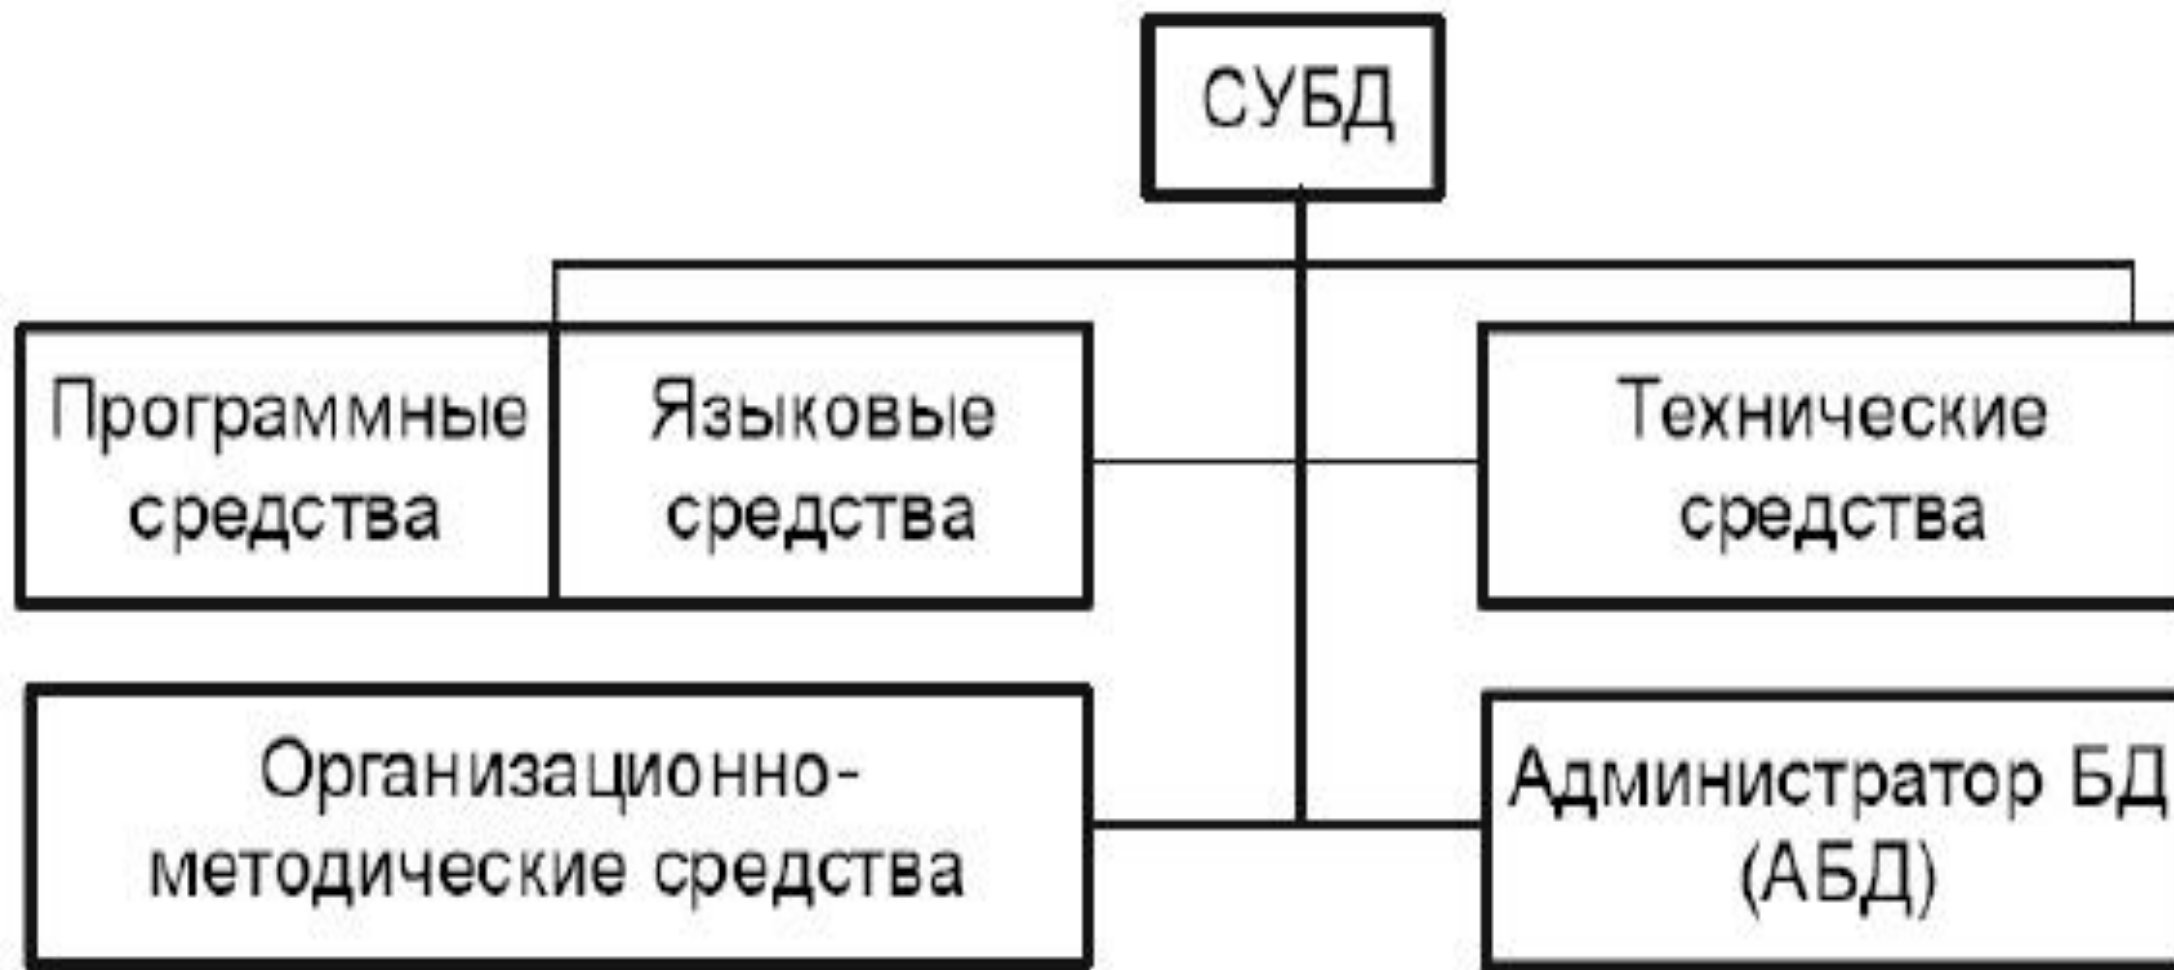 СУБД
Программные
средства
Языковые
средства
Технические
средства
Организационно-
методические средства
Администратор БД
(АБД)